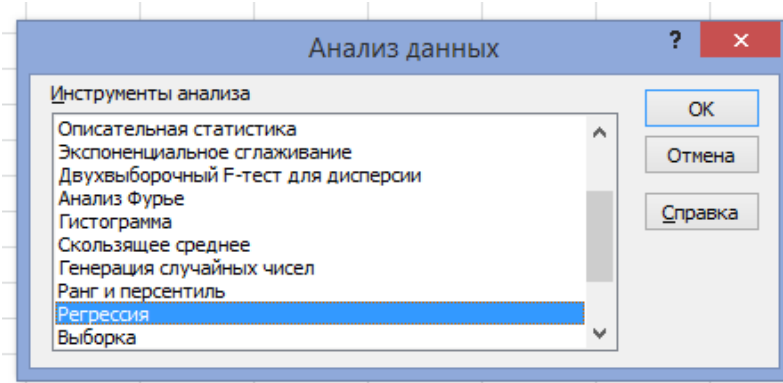 Анализ данных
?
×
Инструменты анализа
Описательная статистика
Экспоненциальное сглаживание
Двухвыборочный F-тест для дисперсии
Анализ Фурье
Гистограмма
Скользящее среднее
Генерация случайных чисел
Ранг и персентиль
Регрессия
Выборка
ОК
Отмена
Справка